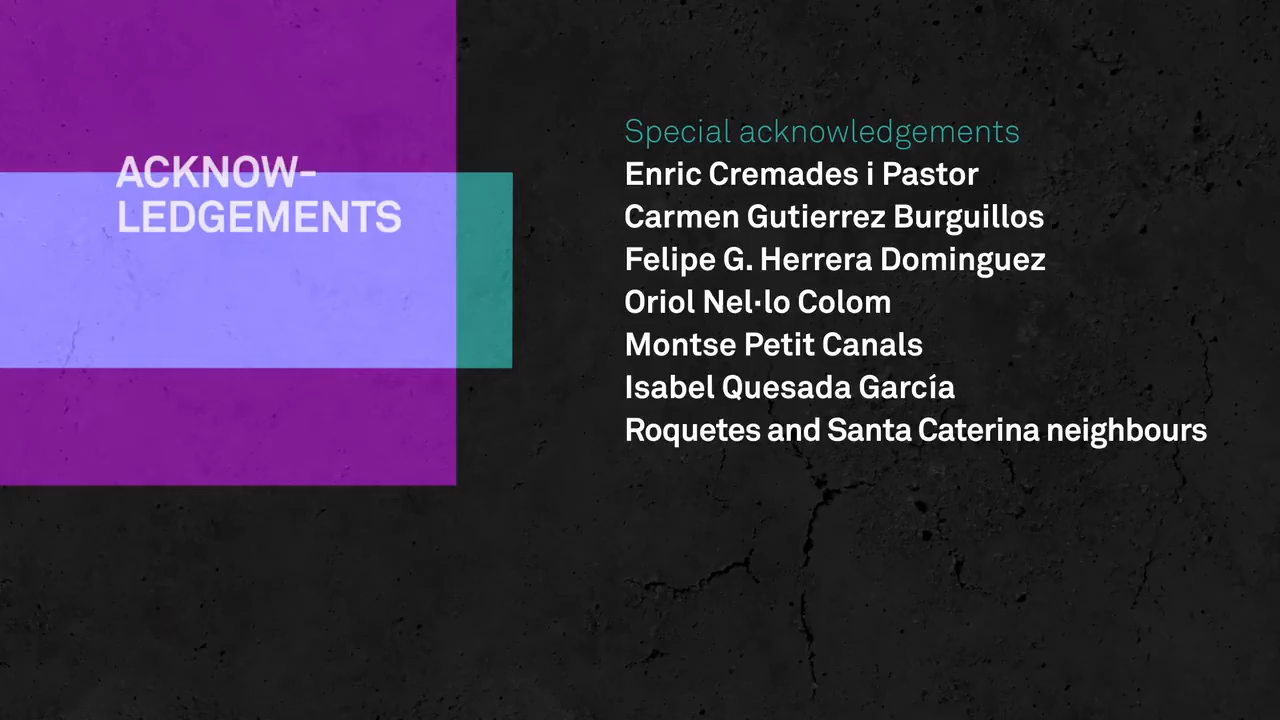 ACKNOW-
LEDGEMENTS
Special acknowledgements
Enric Cremades i Pastor
Carmen Gutierrez Burguillos
Felipe G. Herrera Dominguez
Oriol Nel·lo Colom
Montse Petit Canals
Isabel Quesada García
Roquetes and Santa Caterina neighbours